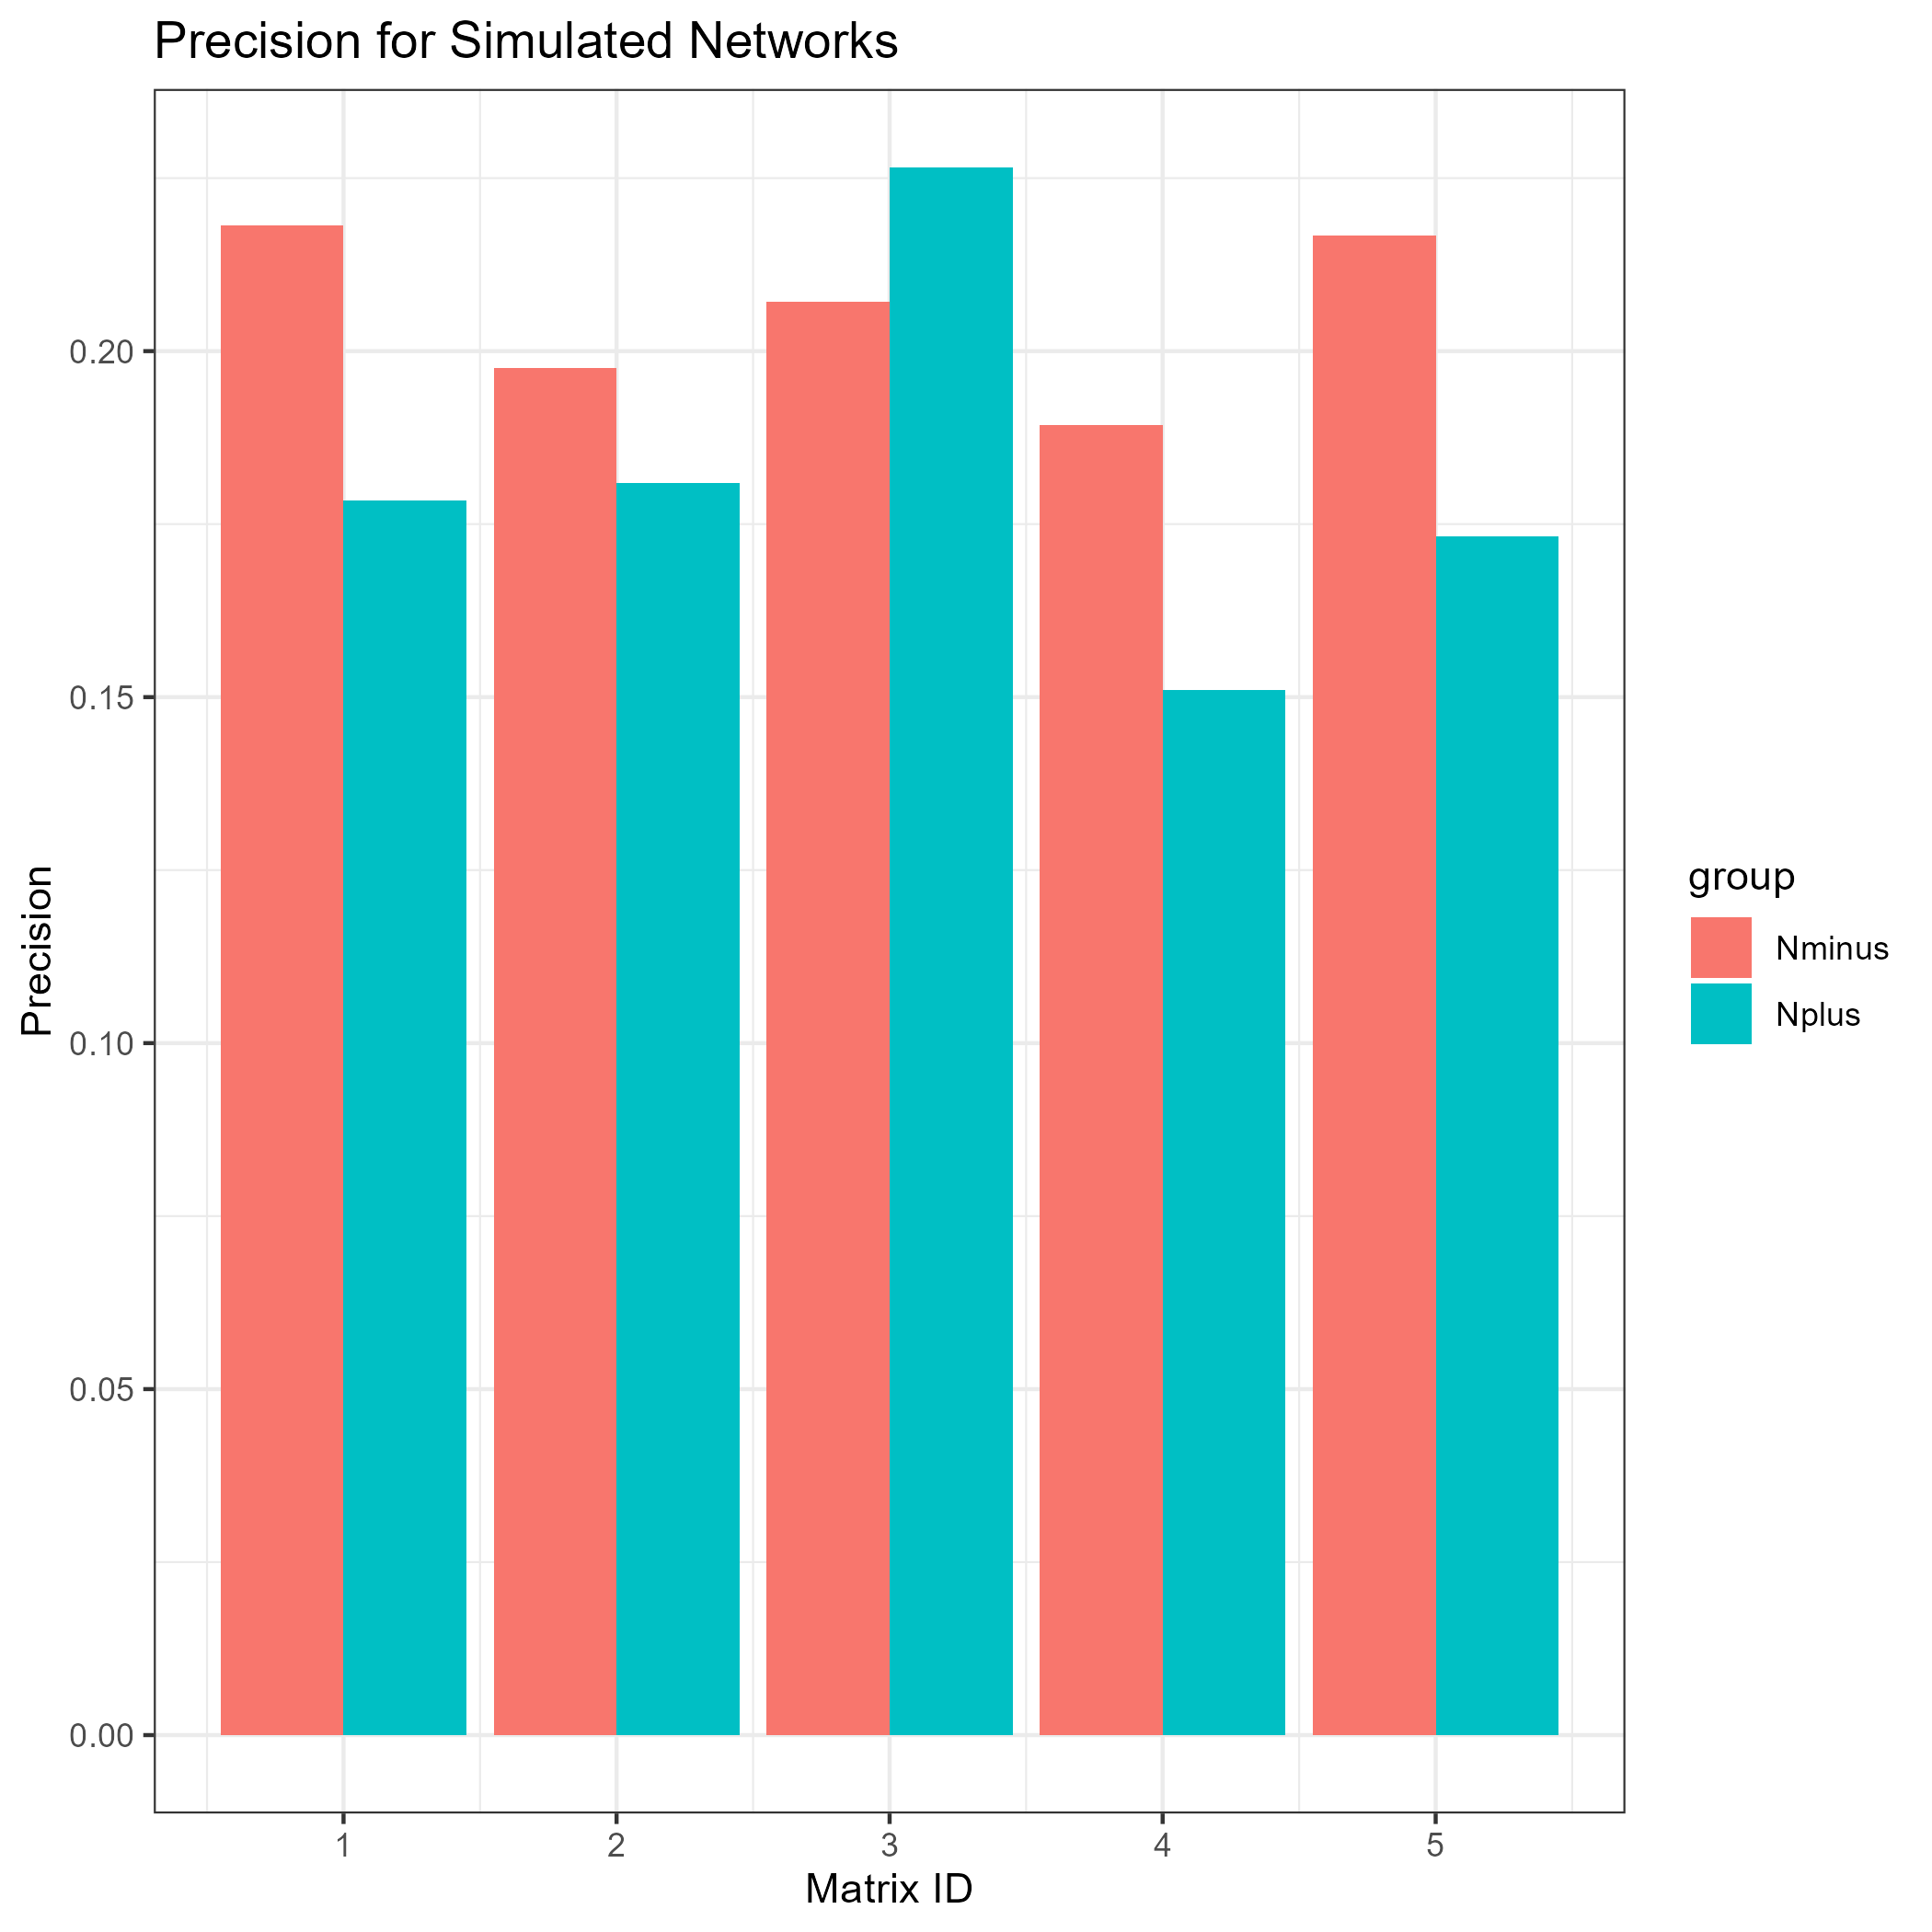 Precision for Simulated Networks
Precision
0.20
0.15
0.10
0.05
0.00
1 2 3 4 5
Matrix ID
group
Nminus
Nplus